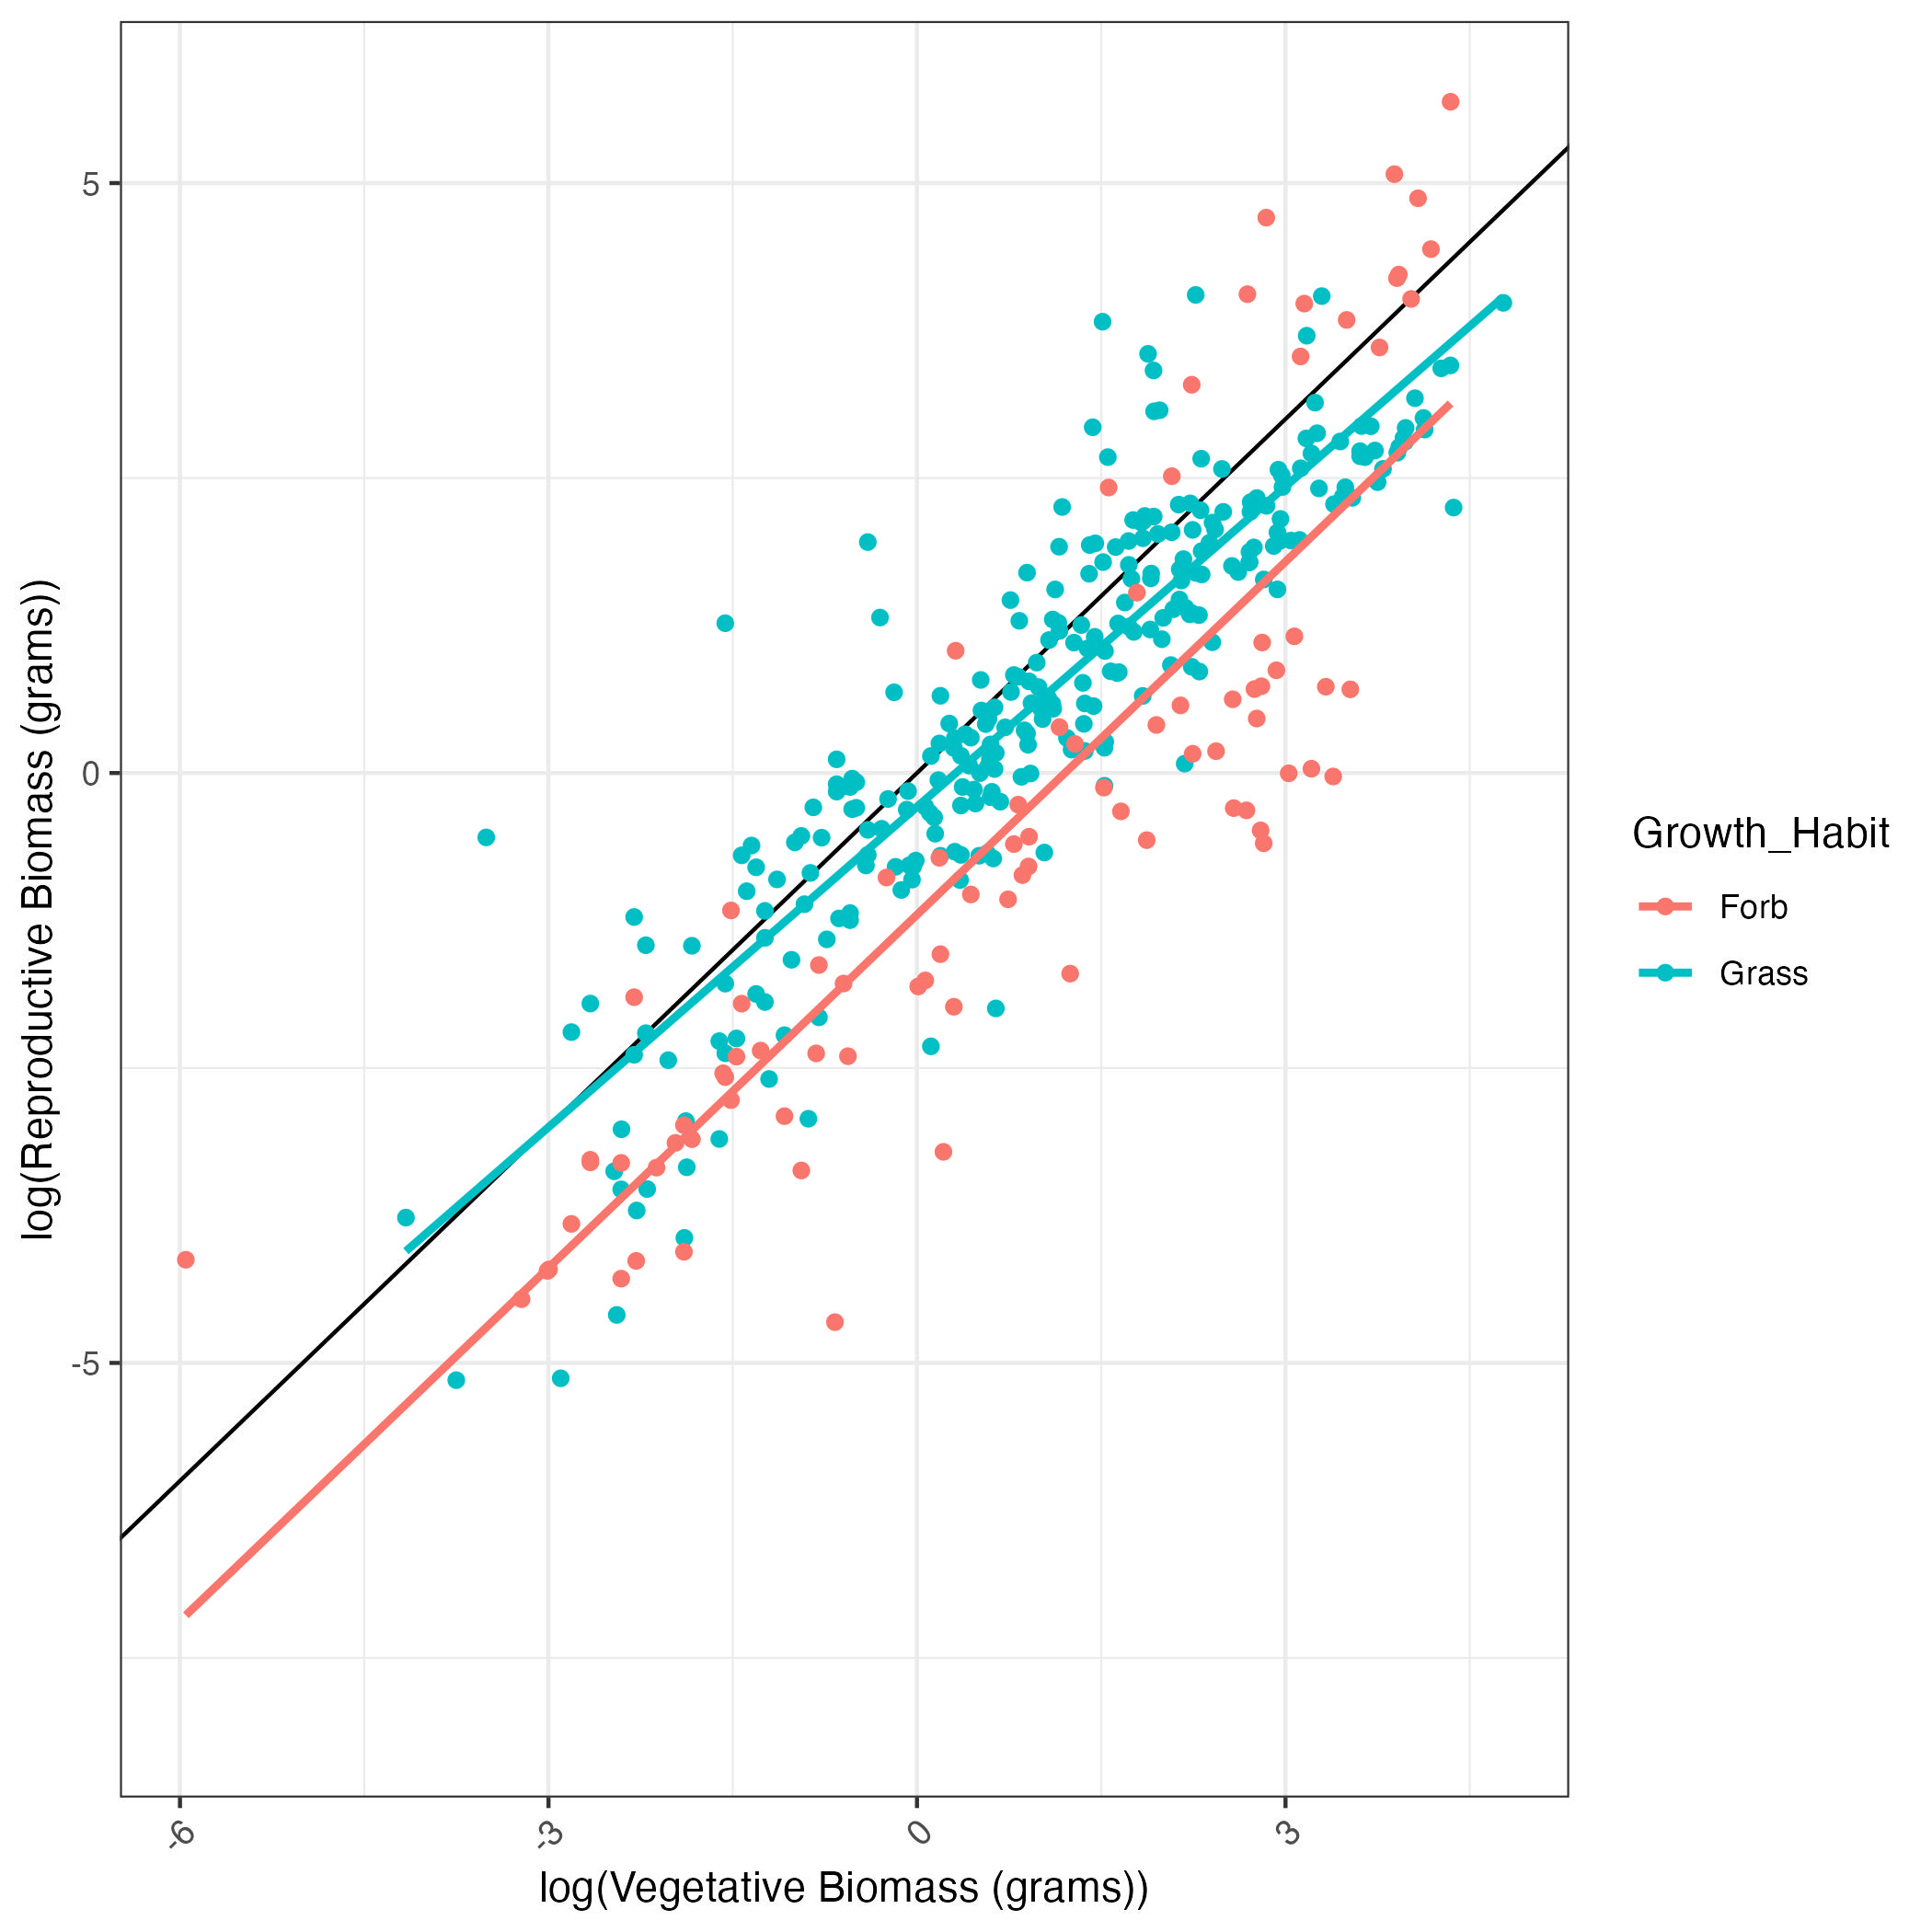 log(Reproductive Biomass (grams))
5
0
-5
-6
-3
0
3
log(Vegetative Biomass (grams))
Growth_Habit
Forb
Grass